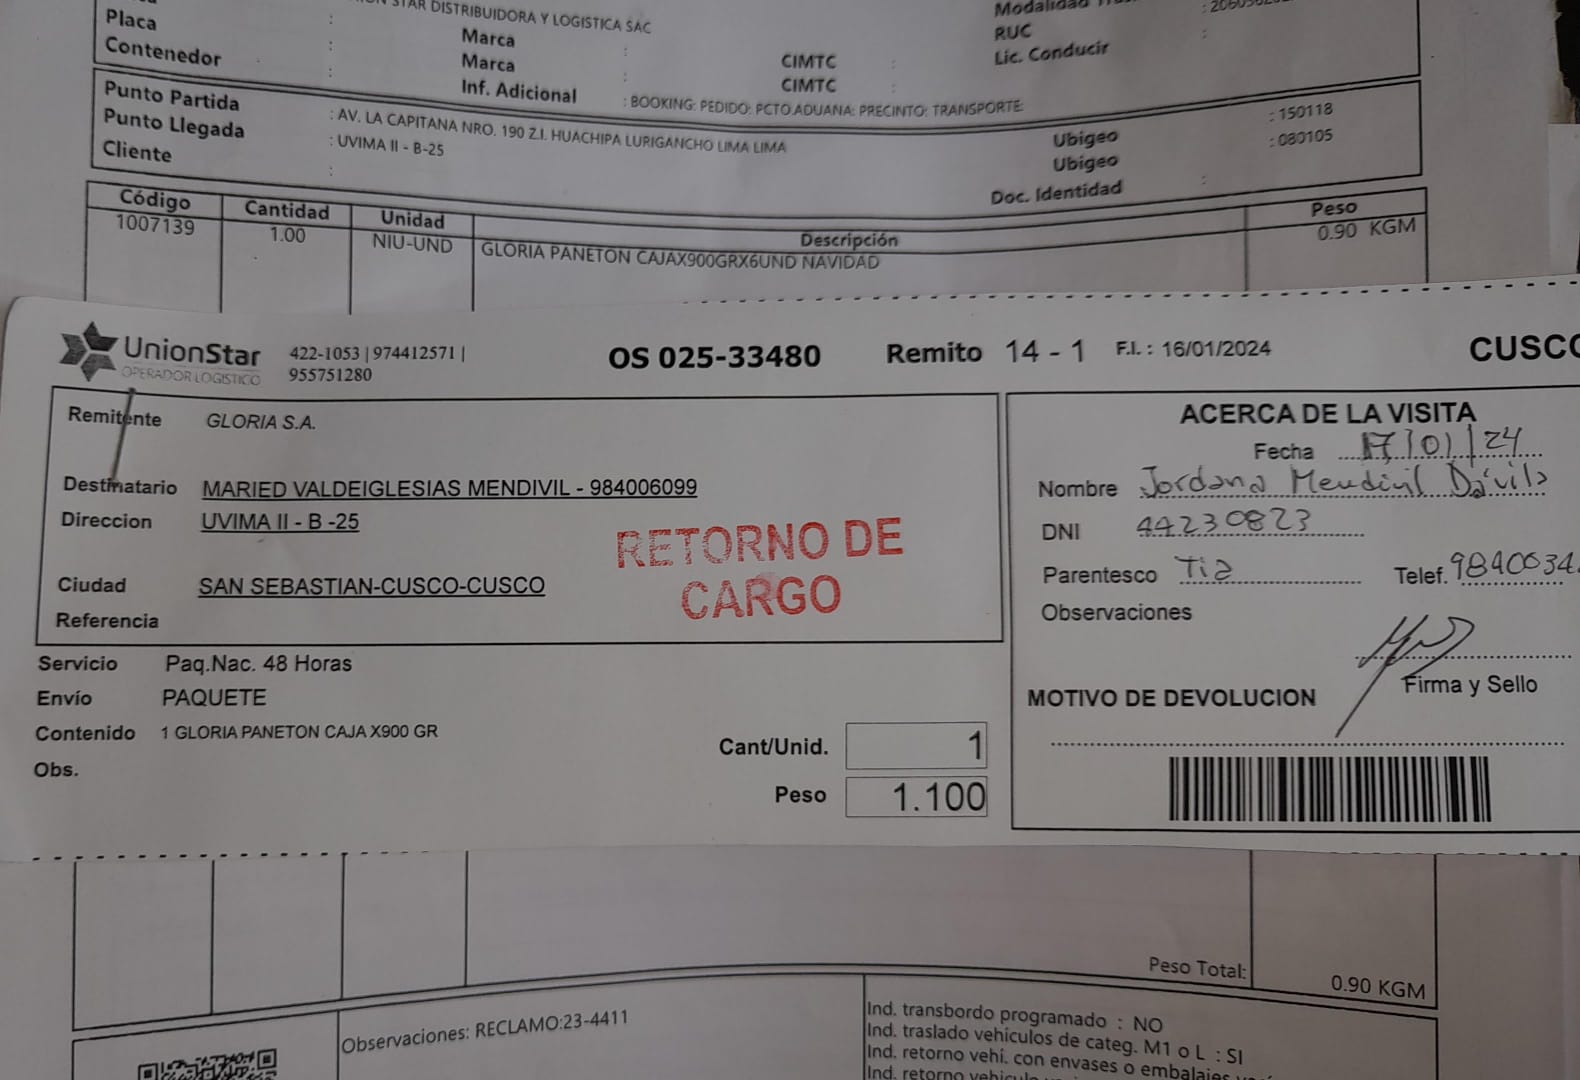 STAR DISTRIBUIDORA Y LOGISTICA SAC
Modalidad
Placa :
Marca :
RUC :
Contenedor :
Marca :
CIMTC :
Lic. Conducir :
Inf. Adicional : BOOKING: PEDIDO: PCTO.ADUANA: PRECINTO: TRANSPORTE:
CIMTC :
Punto Partida : AV. LA CAPITANA NRO. 190 Z.I. HUACHIPA LURIGANCHO LIMA LIMA
Ubigeo : 150118
Punto Llegada : UVIMA II - B-25
Ubigeo : 080105
Cliente :
Doc. Identidad :
Código Cantidad Unidad Descripción Peso
1007139 1.00 NIU-UND GLORIA PANETON CAJAX900GRX6UND NAVIDAD 0.90 KGM
UnionStar
OPERADOR LOGISTICO
422-1053 | 974412571 |
955751280
OS 025-33480 Remito 14 - 1 F.I. : 16/01/2024 CUSCO
Remitente GLORIA S.A.
Destinatario MARIED VALDEIGLESIAS MENDIVIL - 984006099
Direccion UVIMA II - B -25
Ciudad SAN SEBASTIAN-CUSCO-CUSCO
Referencia
RETORNO DE
CARGO
Servicio Paq.Nac. 48 Horas
Envío PAQUETE
Contenido 1 GLORIA PANETON CAJA X900 GR
Obs.
Cant/Unid. 1
Peso 1.100
ACERCA DE LA VISITA
Fecha 17/01/24
Nombre Jordana Mendivil Dávila
DNI 44230823
Parentesco Tia Telef. 9840034
Observaciones
Firma y Sello
MOTIVO DE DEVOLUCION
Peso Total: 0.90 KGM
Observaciones: RECLAMO:23-4411
Ind. transbordo programado : NO
Ind. traslado vehículos de categ. M1 o L : SI
Ind. retorno vehí. con envases o embalajes
Ind. retorno